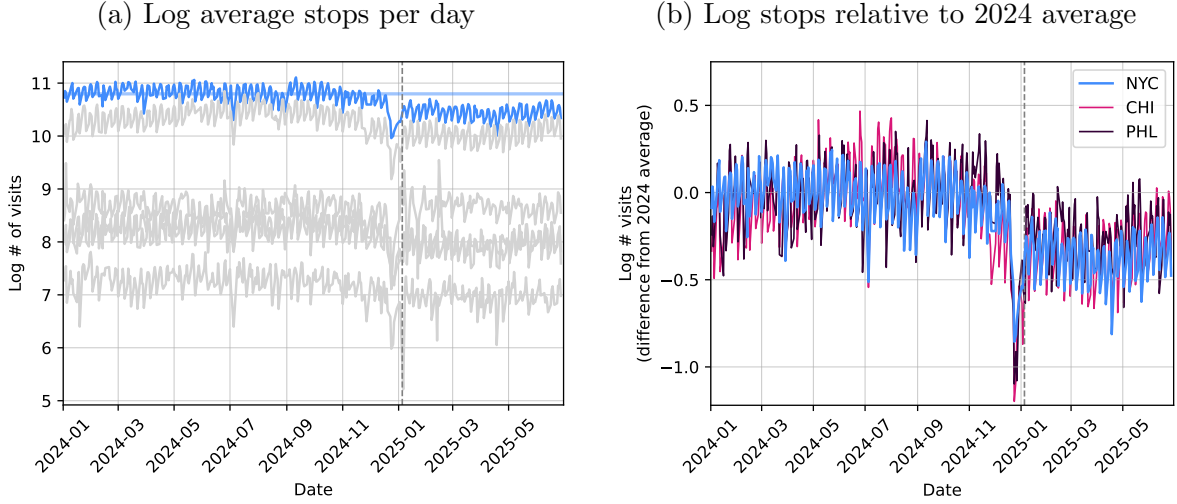 (a) Log average stops per day
Log # of visits
11
10
9
8
7
6
5
2024-01
2024-03
2024-05
2024-07
2024-09
2024-11
2025-01
2025-03
2025-05
Date
(b) Log stops relative to 2024 average
Log # visits
(difference from 2024 average)
0.5
0.0
−0.5
−1.0
NYC
CHI
PHL
2024-01
2024-03
2024-05
2024-07
2024-09
2024-11
2025-01
2025-03
2025-05
Date